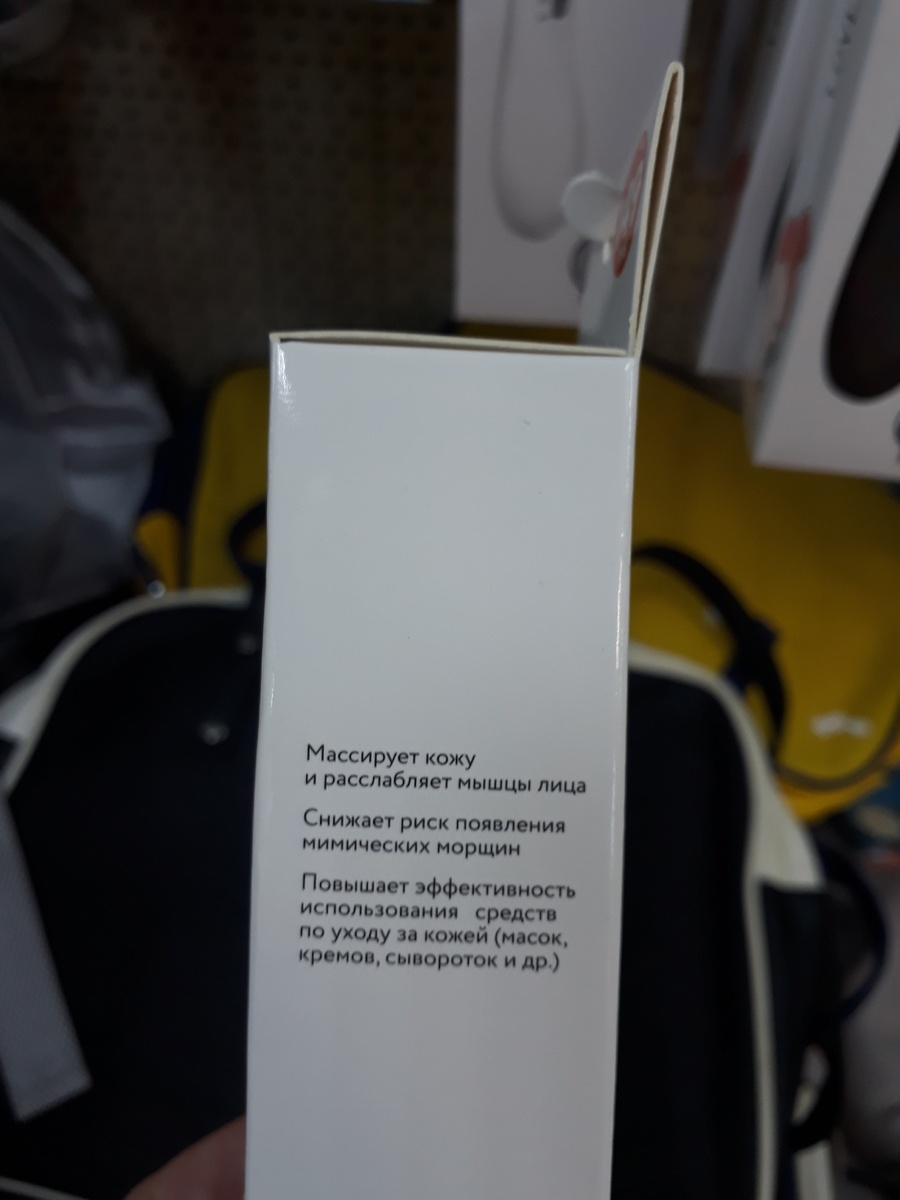 Массирует кожу
и расслабляет мышцы лица
Снижает риск появления
мимических морщин
Повышает эффективность
использования средств
по уходу за кожей (масок,
кремов, сывороток и др.)